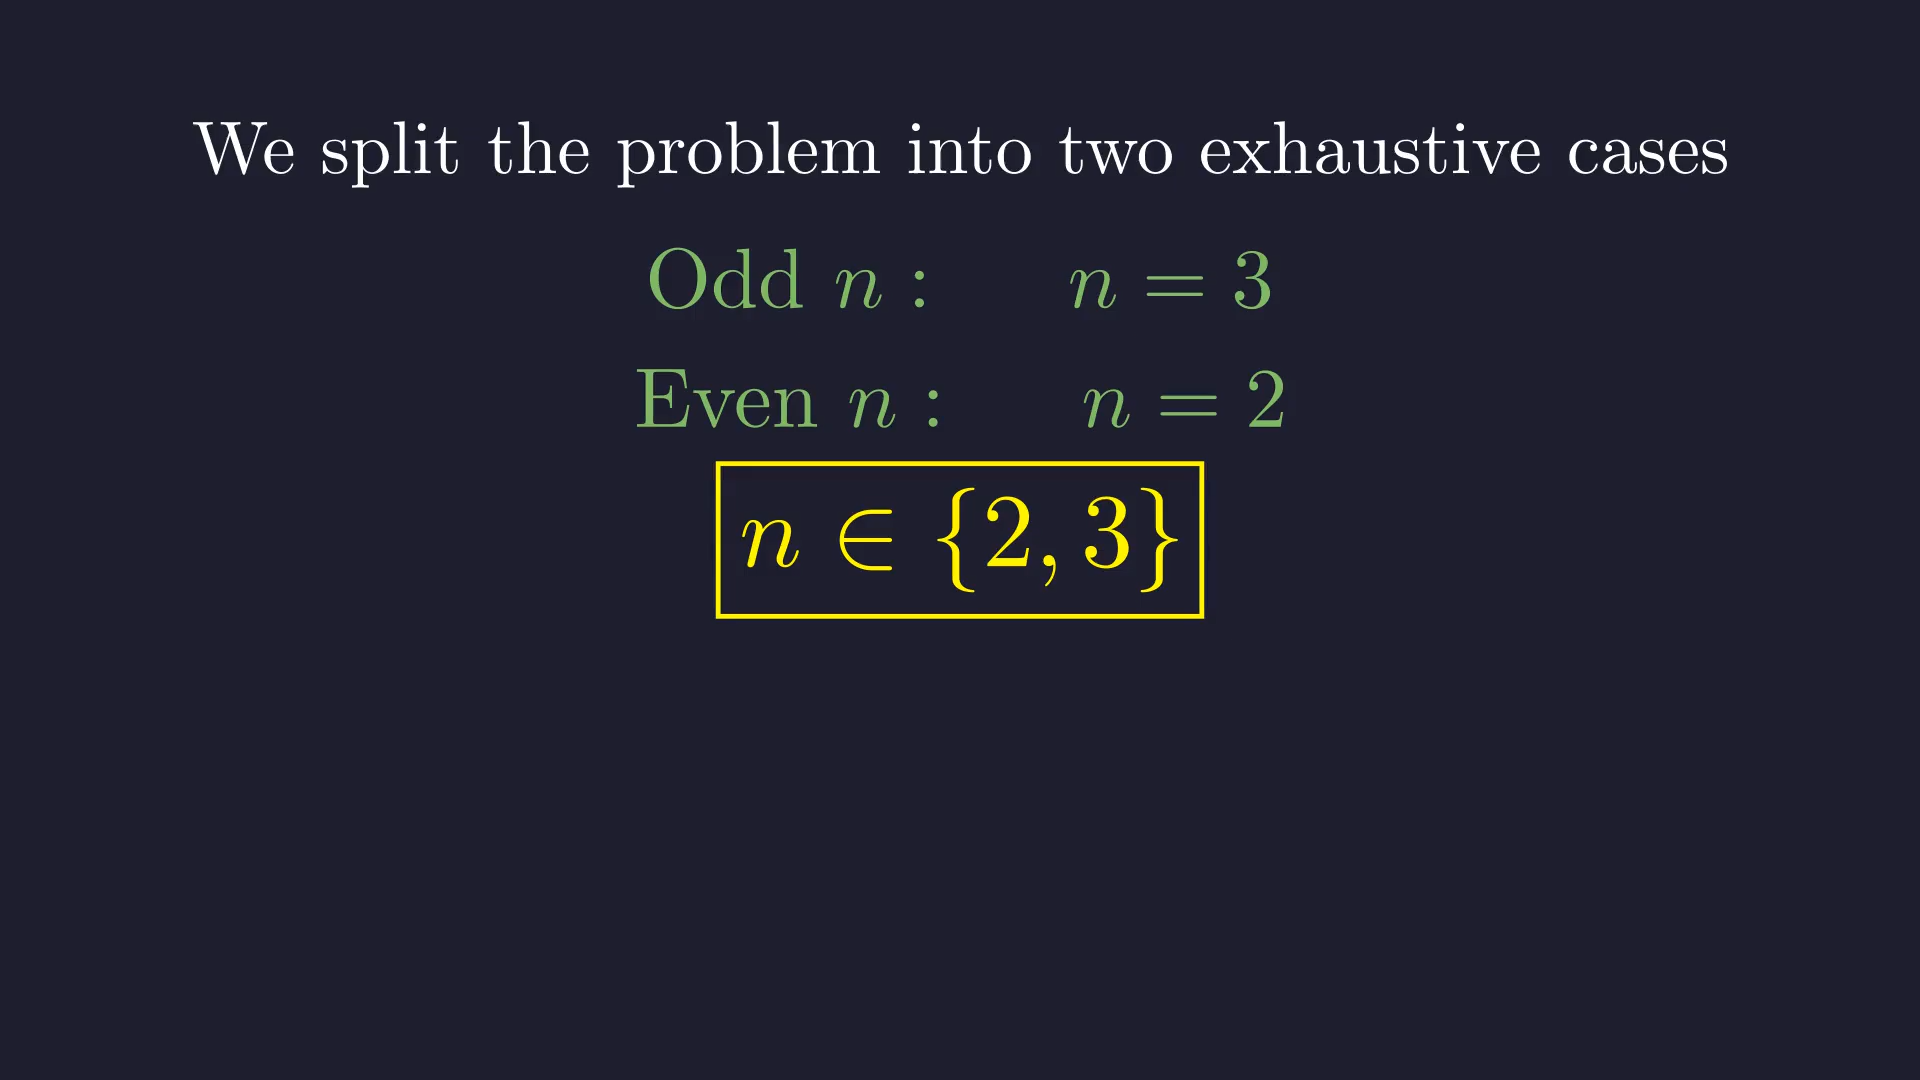 We split the problem into two exhaustive cases
Odd n : n = 3
Even n : n = 2
n ∈ {2, 3}